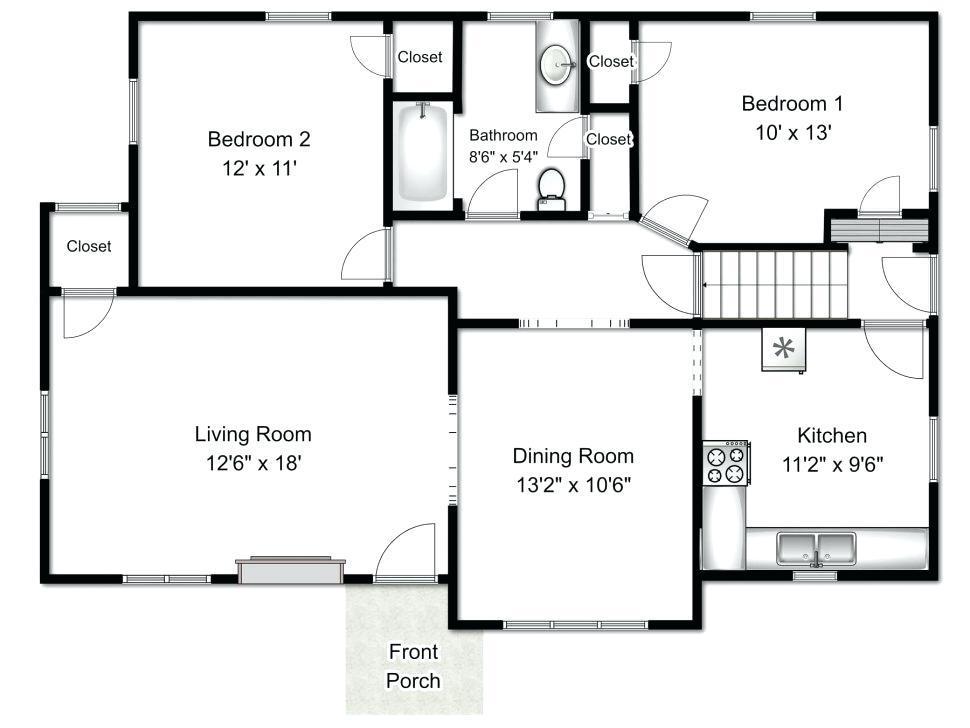 Closet
Closet
Bedroom 1
10' x 13'
Bedroom 2
12' x 11'
Bathroom
8'6" x 5'4"
Closet
Closet
Living Room
12'6" x 18'
Dining Room
13'2" x 10'6"
Kitchen
11'2" x 9'6"
Front
Porch